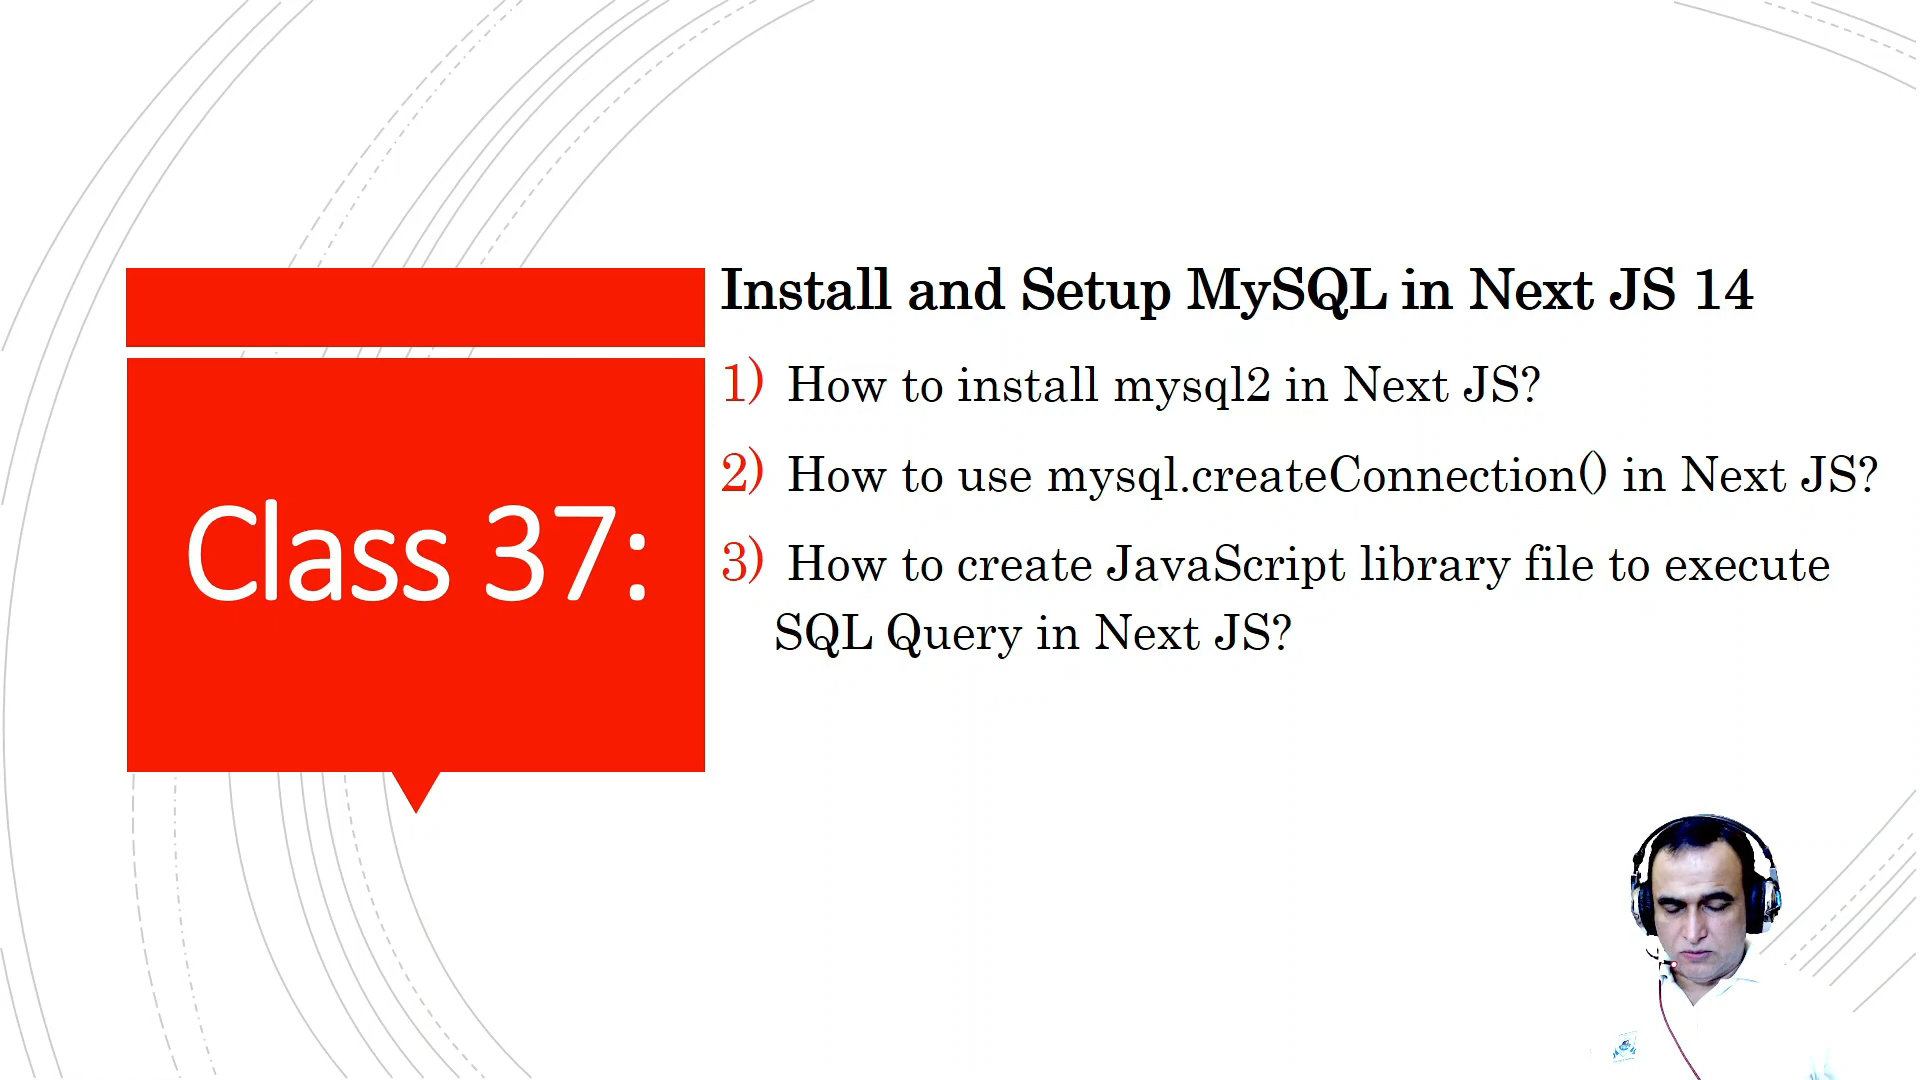 Class 37:
Install and Setup MySQL in Next JS 14
1) How to install mysql2 in Next JS?
2) How to use mysql.createConnection() in Next JS?
3) How to create JavaScript library file to execute
SQL Query in Next JS?